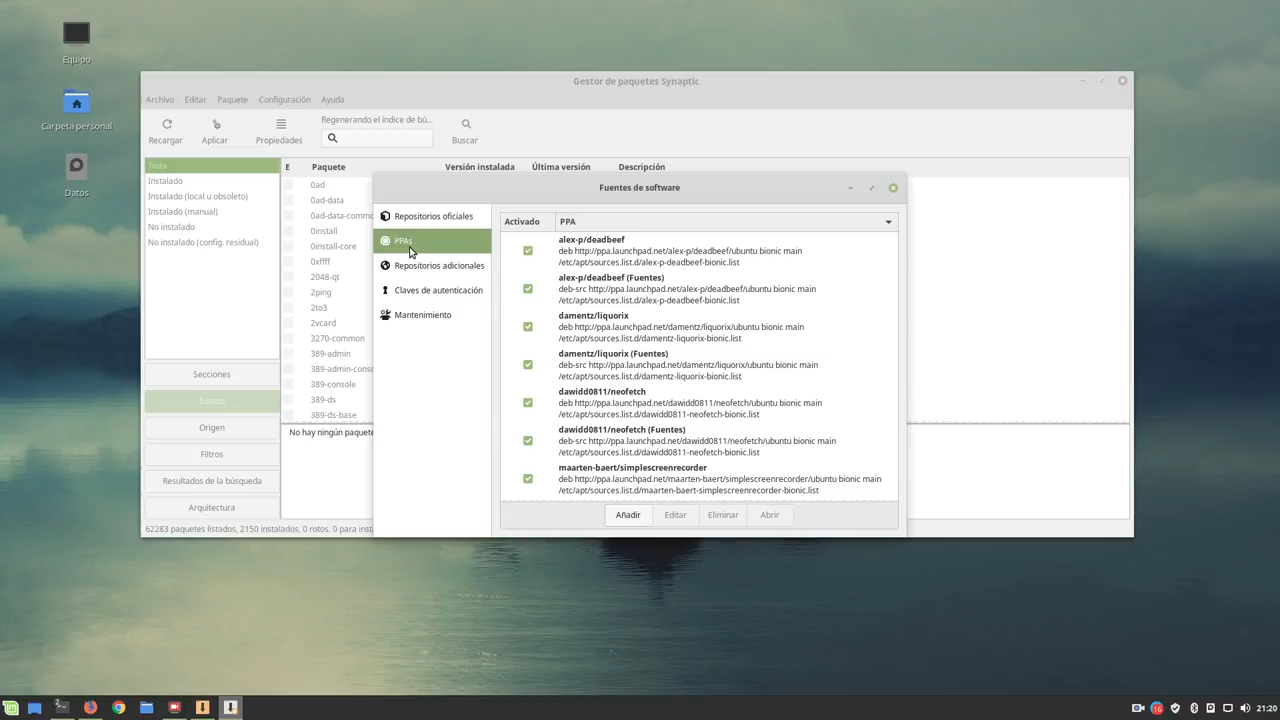 Equipo
Carpeta personal
Datos
Gestor de paquetes Synaptic
Archivo Editar Paquete Configuración Ayuda
Recargar Aplicar Propiedades
Regenerando el índice de bú...
Buscar
Todo
Instalado
Instalado (local u obsoleto)
Instalado (manual)
No instalado
No instalado (config. residual)
Secciones
Estado
Origen
Filtros
Resultados de la búsqueda
Arquitectura
E Paquete Versión instalada Última versión Descripción
0ad
0ad-data
0ad-data-commo
0install
0install-core
0xffff
2048-qt
2ping
2to3
2vcard
3270-common
389-admin
389-admin-conso
389-console
389-ds
389-ds-base
No hay ningún paquete
62283 paquetes listados, 2150 instalados, 0 rotos. 0 para inst
Fuentes de software
Repositorios oficiales
PPAs
Repositorios adicionales
Claves de autenticación
Mantenimiento
Activado PPA
alex-p/deadbeef
deb http://ppa.launchpad.net/alex-p/deadbeef/ubuntu bionic main
/etc/apt/sources.list.d/alex-p-deadbeef-bionic.list
alex-p/deadbeef (Fuentes)
deb-src http://ppa.launchpad.net/alex-p/deadbeef/ubuntu bionic main
/etc/apt/sources.list.d/alex-p-deadbeef-bionic.list
damentz/liquorix
deb http://ppa.launchpad.net/damentz/liquorix/ubuntu bionic main
/etc/apt/sources.list.d/damentz-liquorix-bionic.list
damentz/liquorix (Fuentes)
deb-src http://ppa.launchpad.net/damentz/liquorix/ubuntu bionic main
/etc/apt/sources.list.d/damentz-liquorix-bionic.list
dawidd0811/neofetch
deb http://ppa.launchpad.net/dawidd0811/neofetch/ubuntu bionic main
/etc/apt/sources.list.d/dawidd0811-neofetch-bionic.list
dawidd0811/neofetch (Fuentes)
deb-src http://ppa.launchpad.net/dawidd0811/neofetch/ubuntu bionic main
/etc/apt/sources.list.d/dawidd0811-neofetch-bionic.list
maarten-baert/simplescreenrecorder
deb http://ppa.launchpad.net/maarten-baert/simplescreenrecorder/ubuntu bionic main
/etc/apt/sources.list.d/maarten-baert-simplescreenrecorder-bionic.list
Añadir Editar Eliminar Abrir
16
21:20